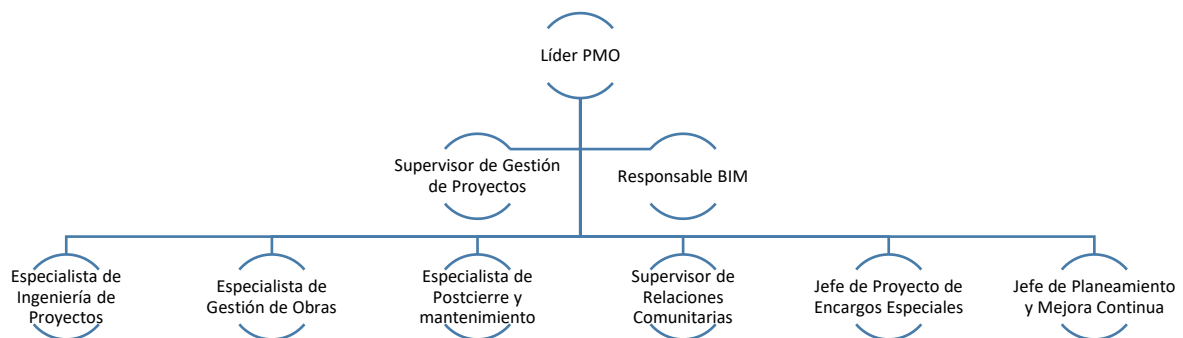 Líder PMO
Supervisor de Gestión
de Proyectos
Responsable BIM
Especialista de
Ingeniería de
Proyectos
Especialista de
Gestión de Obras
Especialista de
Postcierre y
mantenimiento
Supervisor de
Relaciones
Comunitarias
Jefe de Proyecto de
Encargos Especiales
Jefe de Planeamiento
y Mejora Continua